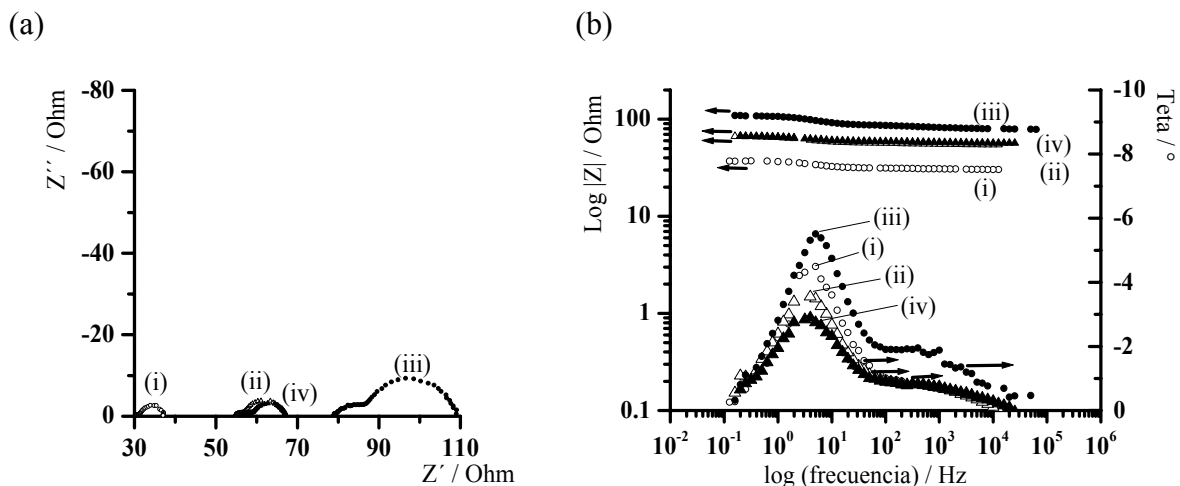 (a)
-80
-60
-40
-20
0
Z´´ / Ohm
(i)
(ii)
(iv)
(iii)
30
50
70
90
110
Z´ / Ohm
(b)
100
10
1
0.1
Log |Z| / Ohm
(iii)
(iv)
(i)
(ii)
(iii)
(i)
(ii)
(iv)
-10
-8
-6
-4
-2
0
Teta / °
10⁻² 10⁻¹ 10⁰ 10¹ 10² 10³ 10⁴ 10⁵ 10⁶
log (frecuencia) / Hz